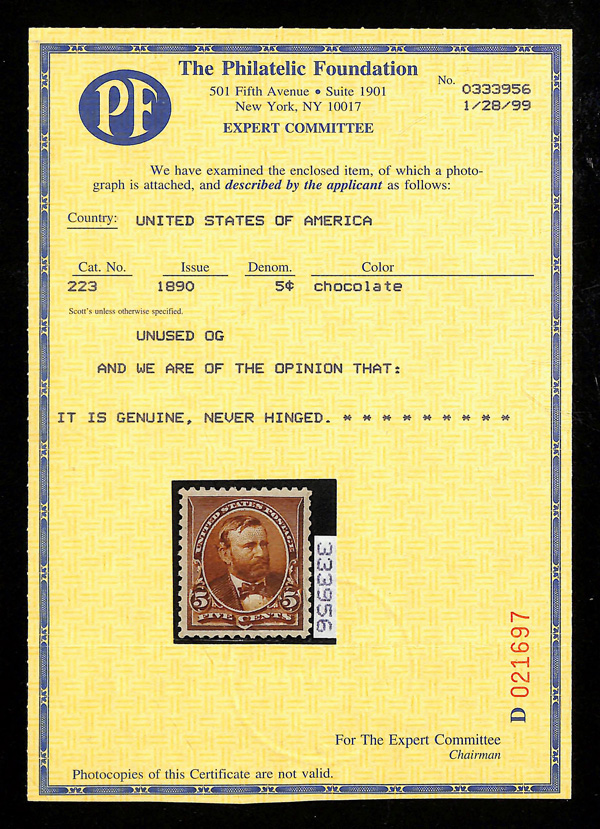 PF
The Philatelic Foundation
501 Fifth Avenue • Suite 1901
New York, NY 10017
EXPERT COMMITTEE
No. 0333956
1/28/99
We have examined the enclosed item, of which a photo-
graph is attached, and described by the applicant as follows:
Country: UNITED STATES OF AMERICA
Cat. No. Issue Denom. Color
223 1890 5¢ chocolate
Scott's unless otherwise specified.
UNUSED OG
AND WE ARE OF THE OPINION THAT:
IT IS GENUINE, NEVER HINGED. * * * * * * * * * *
UNITED STATES POSTAGE
5 5
FIVE CENTS
333956
D 021697
For The Expert Committee
Chairman
Photocopies of this Certificate are not valid.